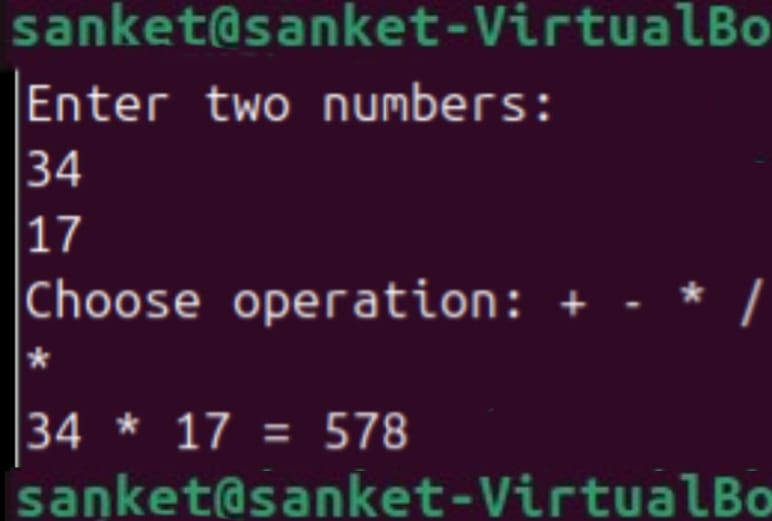 sanket@sanket-VirtualBo
Enter two numbers:
34
17
Choose operation: + - * /
*
34 * 17 = 578
sanket@sanket-VirtualBo